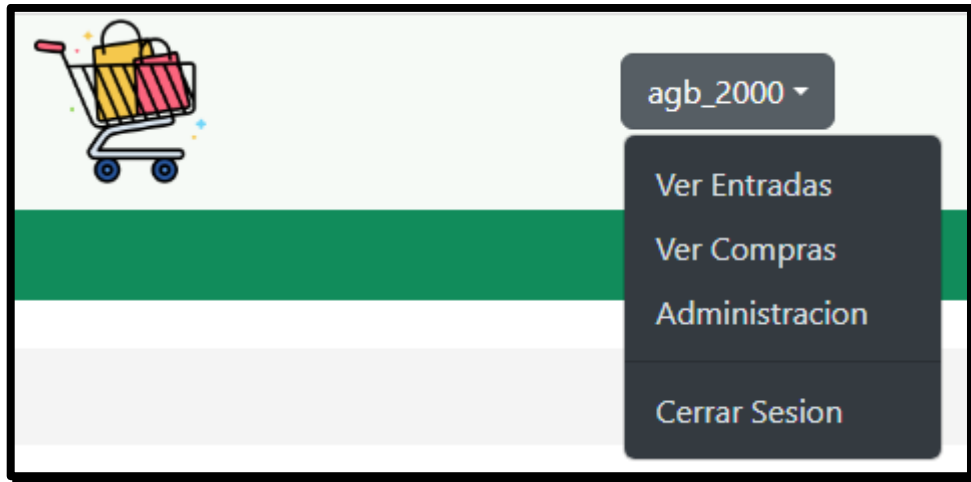 agb_2000
Ver Entradas
Ver Compras
Administracion
Cerrar Sesion